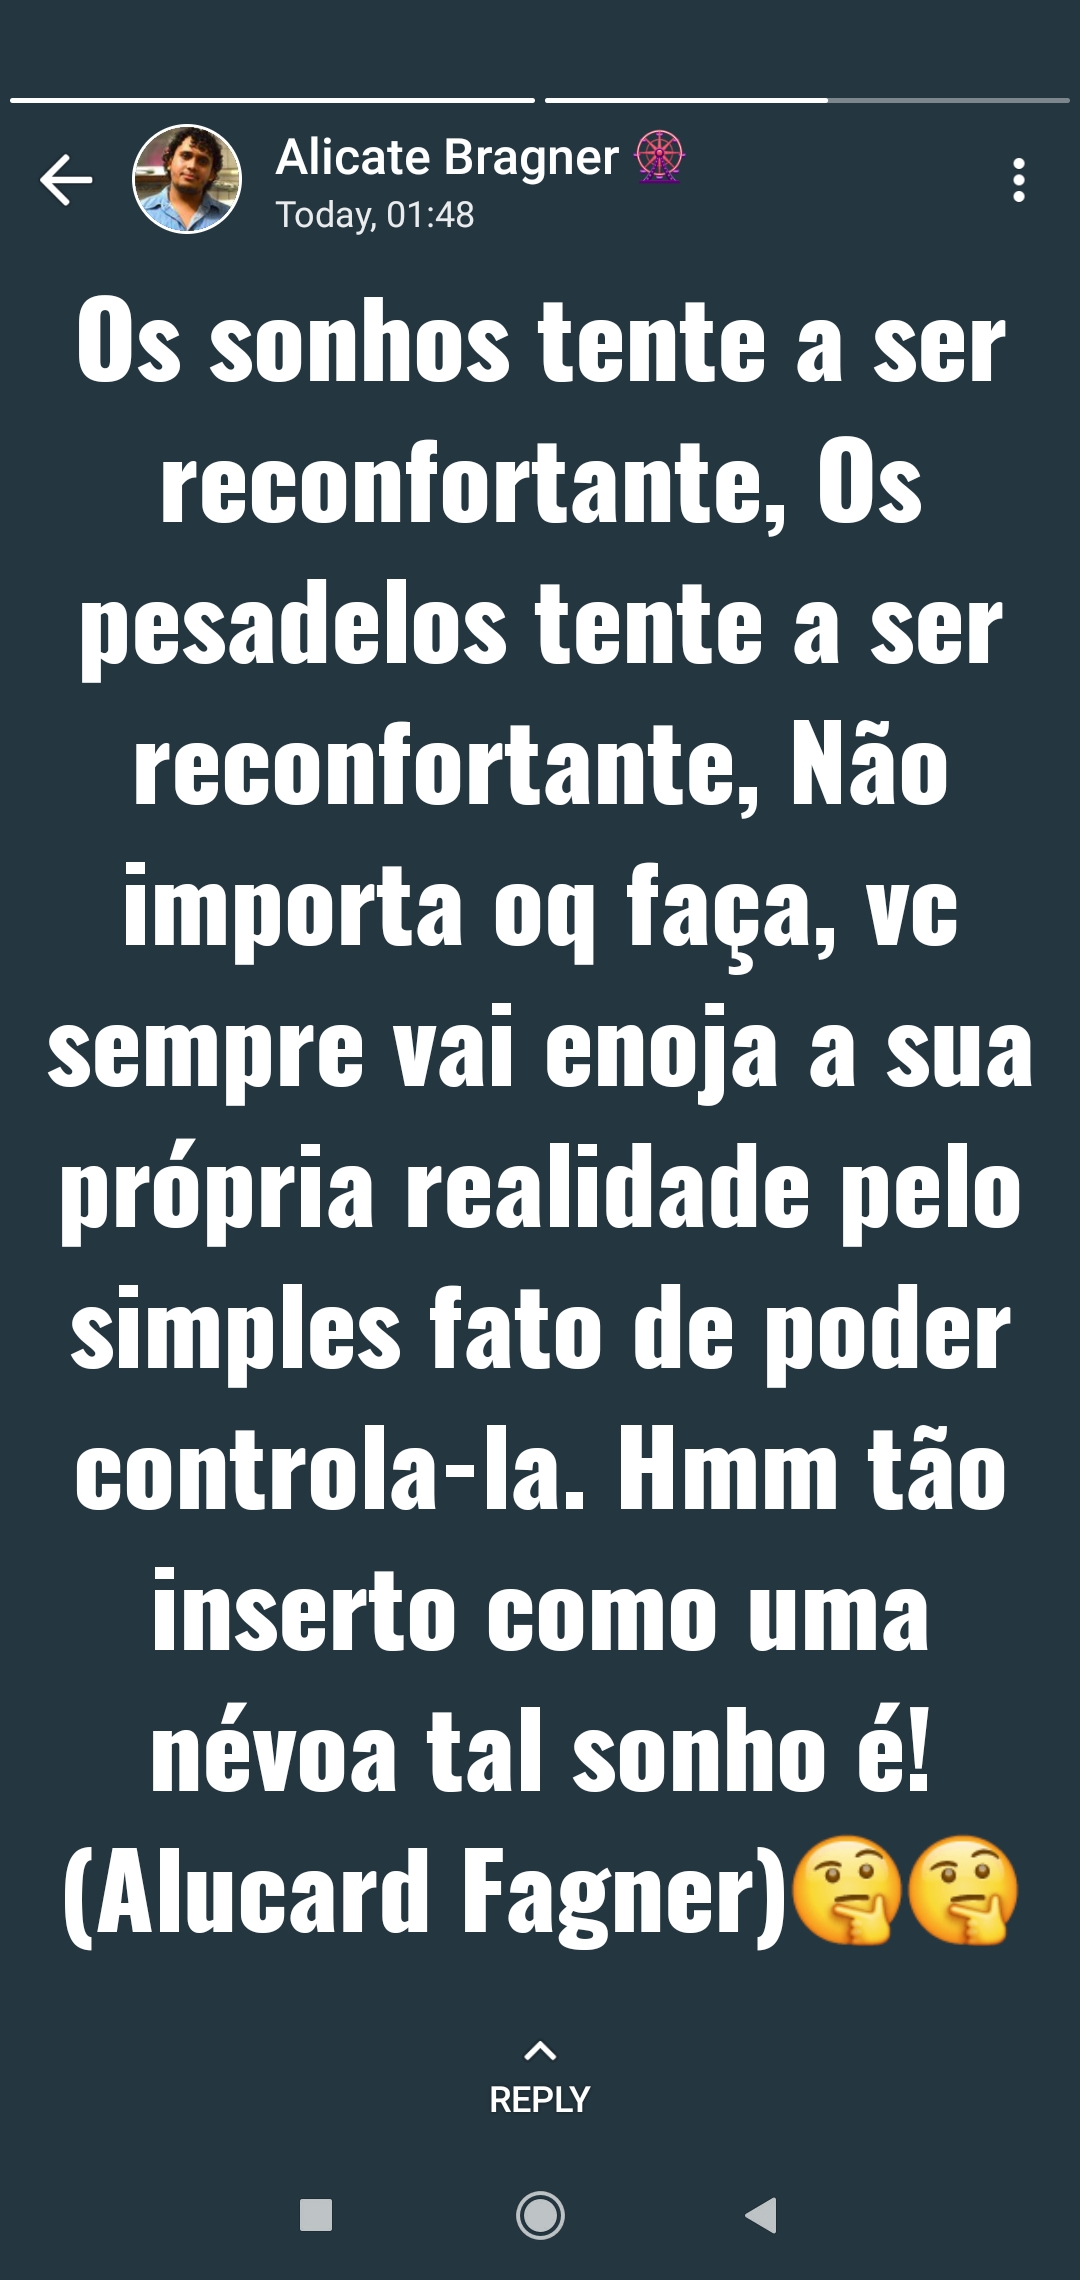 Alicate Bragner 🎡
Today, 01:48
Os sonhos tente a ser
reconfortante, Os
pesadelos tente a ser
reconfortante, Não
importa oq faça, vc
sempre vai enoja a sua
própria realidade pelo
simples fato de poder
controla-la. Hmm tão
inserto como uma
névoa tal sonho é!
(Alucard Fagner)🤔🤔
REPLY